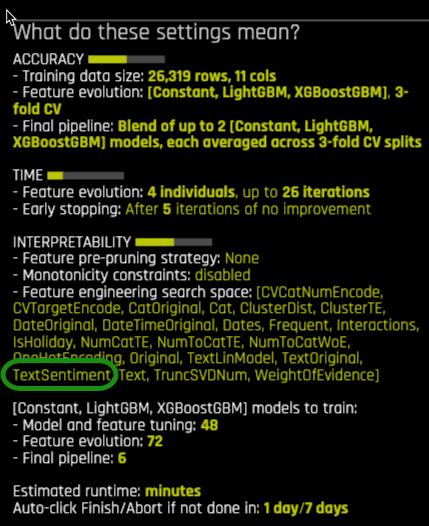 What do these settings mean?
ACCURACY
- Training data size: 26,319 rows, 11 cols
- Feature evolution: [Constant, LightGBM, XGBoostGBM], 3-
fold CV
- Final pipeline: Blend of up to 2 [Constant, LightGBM,
XGBoostGBM] models, each averaged across 3-fold CV splits
TIME
- Feature evolution: 4 individuals, up to 26 iterations
- Early stopping: After 5 iterations of no improvement
INTERPRETABILITY
- Feature pre-pruning strategy: None
- Monotonicity constraints: disabled
- Feature engineering search space: [CVCatNumEncode,
CVTargetEncode, CatOriginal, Cat, ClusterDist, ClusterTE,
DateOriginal, DateTimeOriginal, Dates, Frequent, Interactions,
IsHoliday, NumCatTE, NumToCatTE, NumToCatWoE,
OneHotEncoding, Original, TextLinModel, TextOriginal,
TextSentiment, Text, TruncSVDNum, WeightOfEvidence]
[Constant, LightGBM, XGBoostGBM] models to train:
- Model and feature tuning: 48
- Feature evolution: 72
- Final pipeline: 6
Estimated runtime: minutes
Auto-click Finish/Abort if not done in: 1 day/7 days